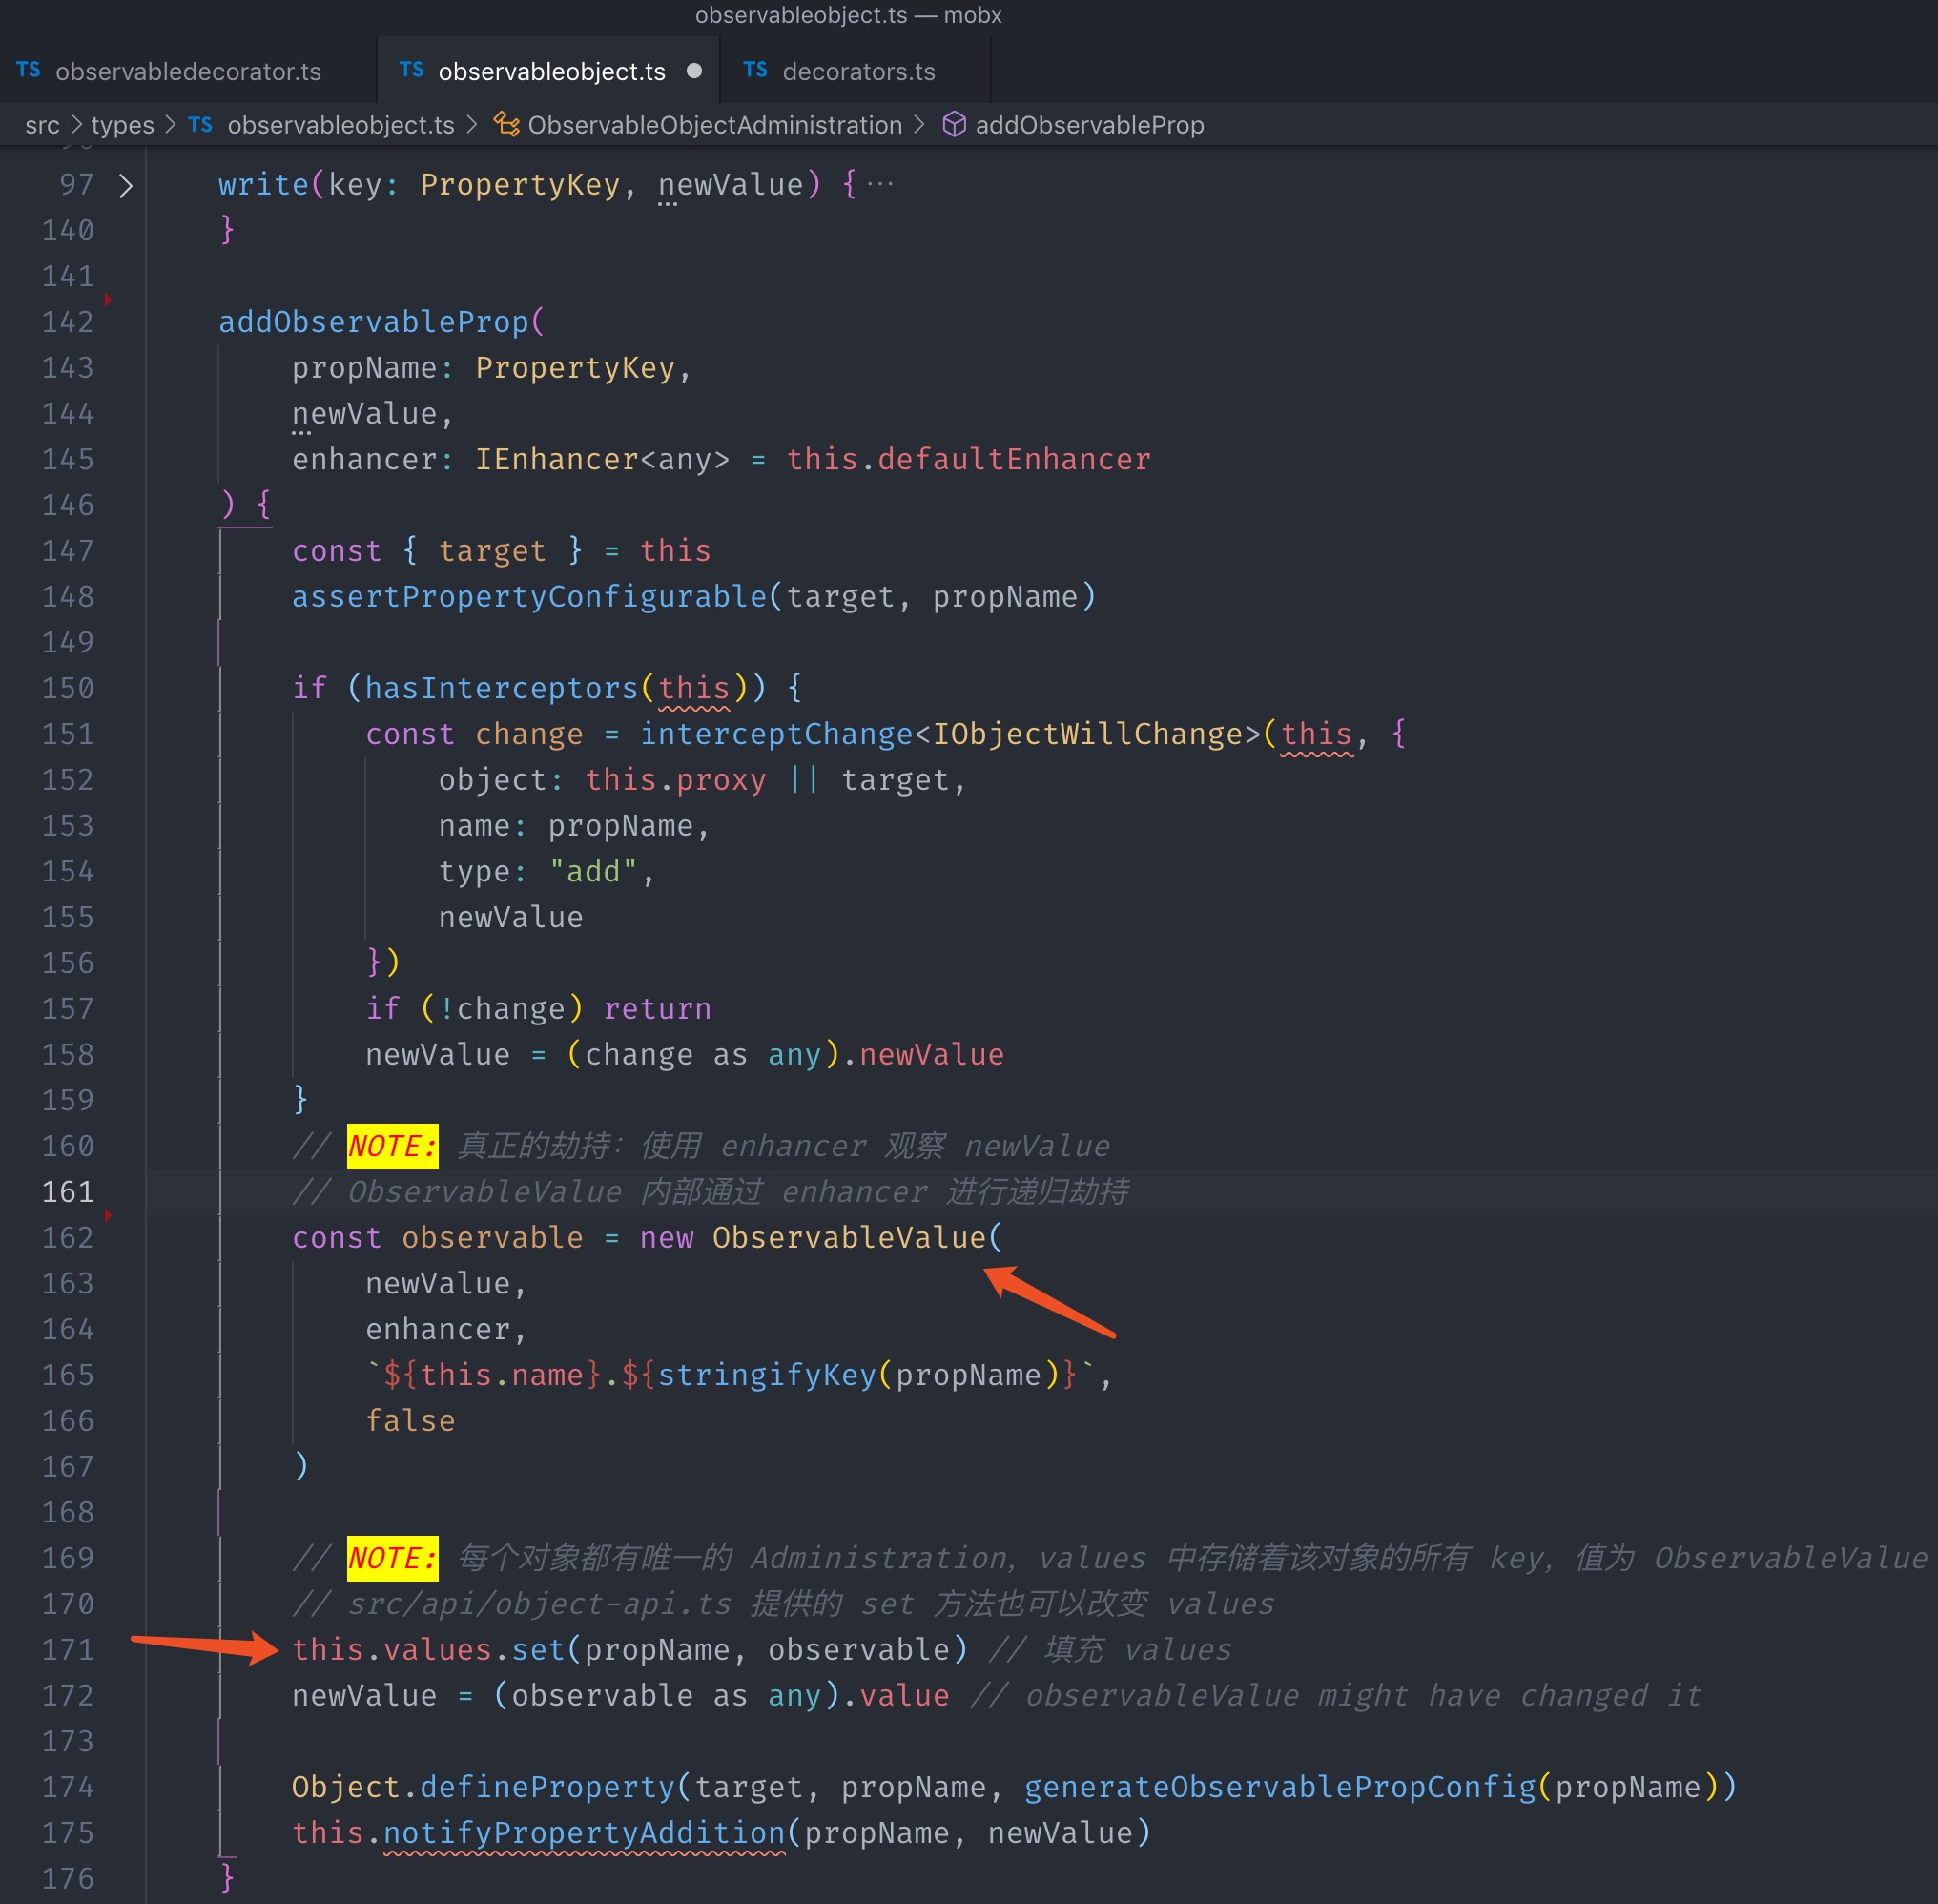 observableobject.ts — mobx
TS observabledecorator.ts TS observableobject.ts ● TS decorators.ts
src > types > TS observableobject.ts > ObservableObjectAdministration > addObservableProp
97 > write(key: PropertyKey, newValue) { ···
140 }
141
142 addObservableProp(
143 propName: PropertyKey,
144 newValue,
145 enhancer: IEnhancer<any> = this.defaultEnhancer
146 ) {
147 const { target } = this
148 assertPropertyConfigurable(target, propName)
149
150 if (hasInterceptors(this)) {
151 const change = interceptChange<IObjectWillChange>(this, {
152 object: this.proxy || target,
153 name: propName,
154 type: "add",
155 newValue
156 })
157 if (!change) return
158 newValue = (change as any).newValue
159 }
160 // NOTE: 真正的劫持：使用 enhancer 观察 newValue
161 // ObservableValue 内部通过 enhancer 进行递归劫持
162 const observable = new ObservableValue(
163 newValue,
164 enhancer,
165 `${this.name}.${stringifyKey(propName)}`,
166 false
167 )
168
169 // NOTE: 每个对象都有唯一的 Administration，values 中存储着该对象的所有 key，值为 ObservableValue
170 // src/api/object-api.ts 提供的 set 方法也可以改变 values
171 this.values.set(propName, observable) // 填充 values
172 newValue = (observable as any).value // observableValue might have changed it
173
174 Object.defineProperty(target, propName, generateObservablePropConfig(propName))
175 this.notifyPropertyAddition(propName, newValue)
176 }